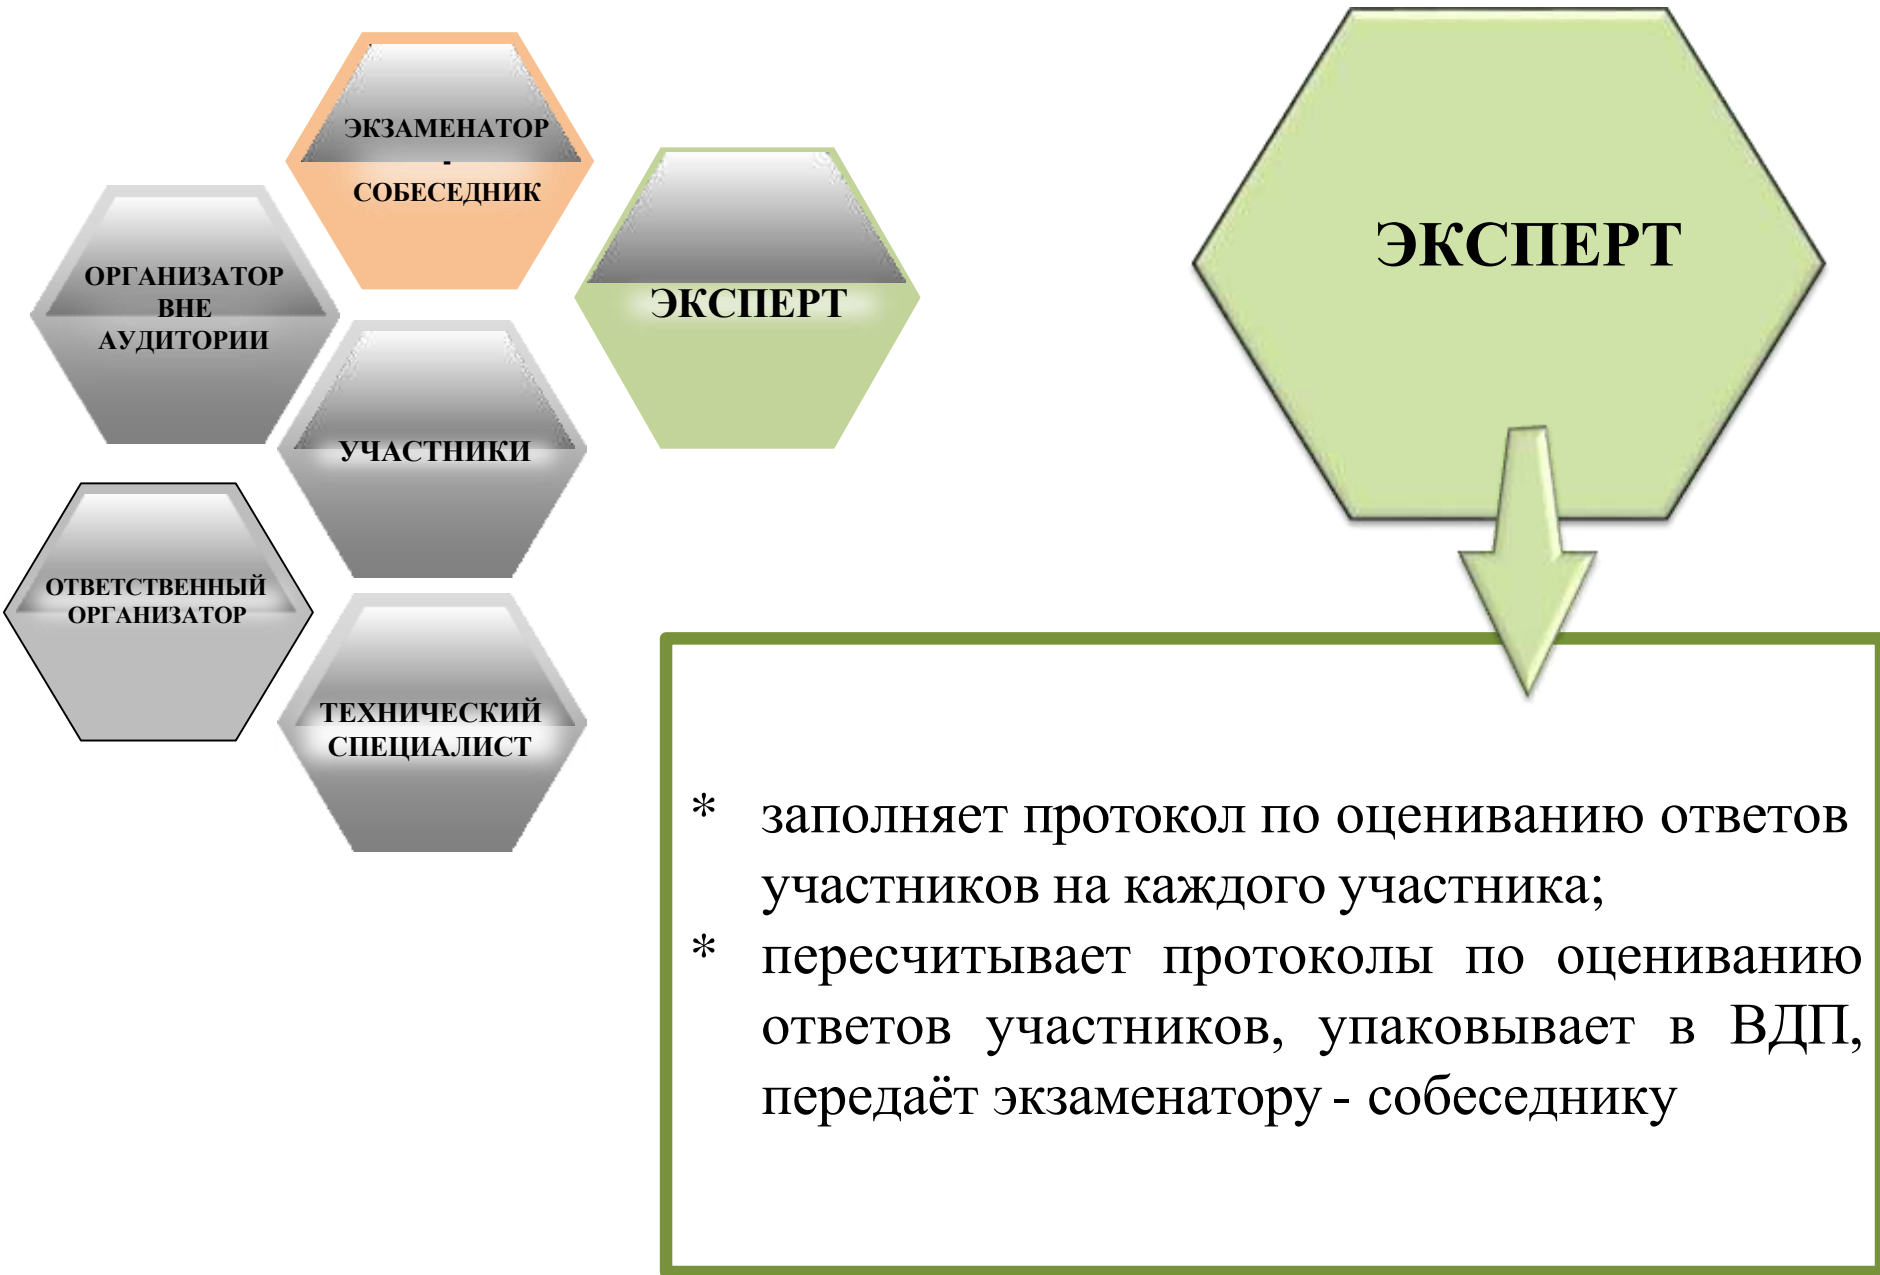 ЭКЗАМЕНАТОР
-
СОБЕСЕДНИК
ОРГАНИЗАТОР
ВНЕ
АУДИТОРИИ
ЭКСПЕРТ
УЧАСТНИКИ
ОТВЕТСТВЕННЫЙ
ОРГАНИЗАТОР
ТЕХНИЧЕСКИЙ
СПЕЦИАЛИСТ
ЭКСПЕРТ
* заполняет протокол по оцениванию ответов
участников на каждого участника;
* пересчитывает протоколы по оцениванию
ответов участников, упаковывает в ВДП,
передаёт экзаменатору - собеседнику